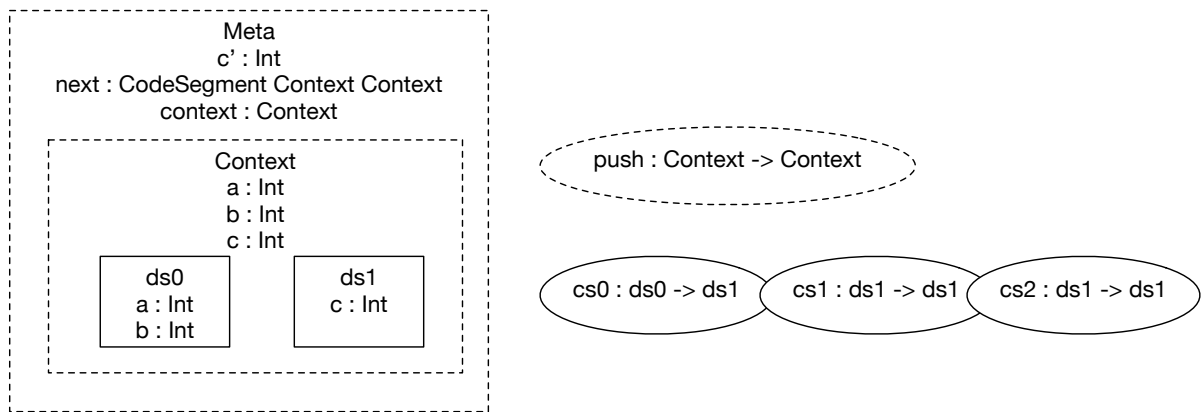 Meta
c’ : Int
next : CodeSegment Context Context
context : Context
Context
a : Int
b : Int
c : Int
ds0
a : Int
b : Int
ds1
c : Int
push : Context -> Context
cs0 : ds0 -> ds1
cs1 : ds1 -> ds1
cs2 : ds1 -> ds1